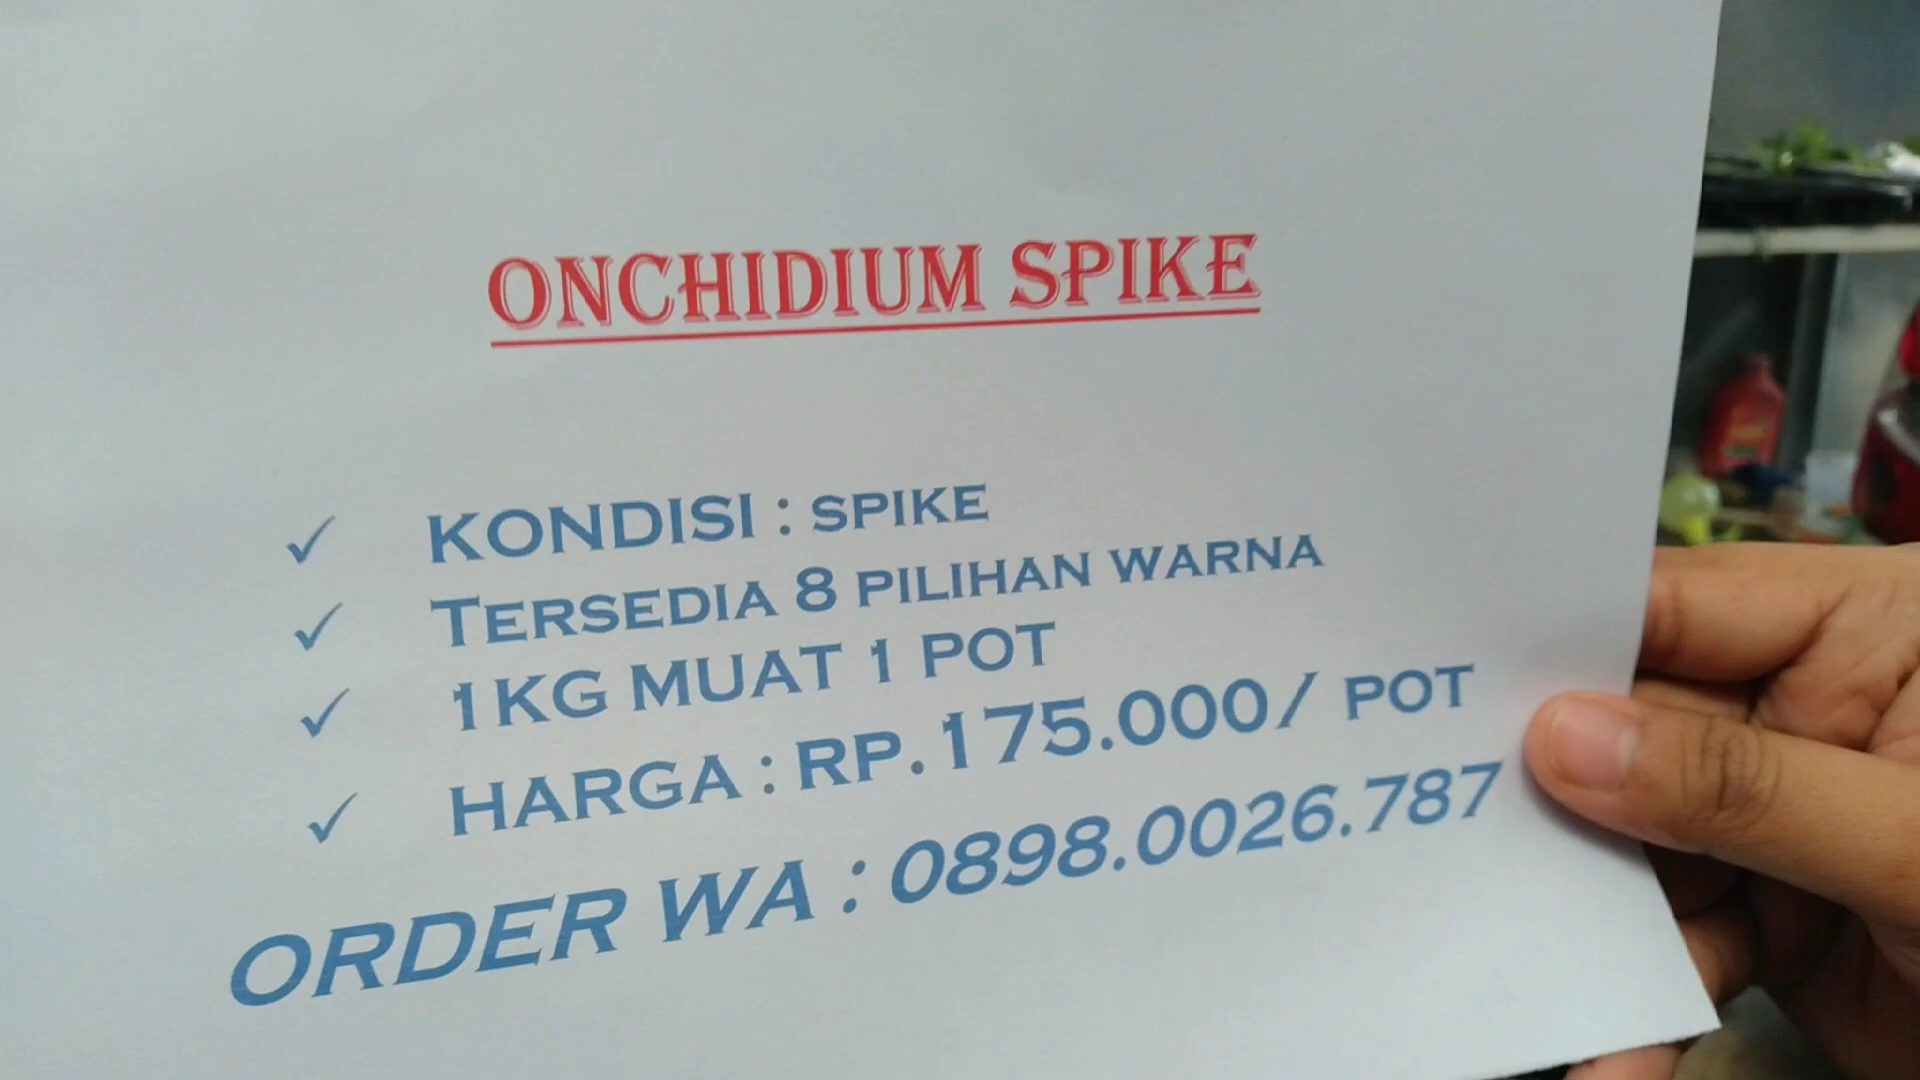 ONCHIDIUM SPIKE
✓ KONDISI : SPIKE
✓ TERSEDIA 8 PILIHAN WARNA
✓ 1KG MUAT 1 POT
✓ HARGA : RP.175.000/ POT
ORDER WA : 0898.0026.787